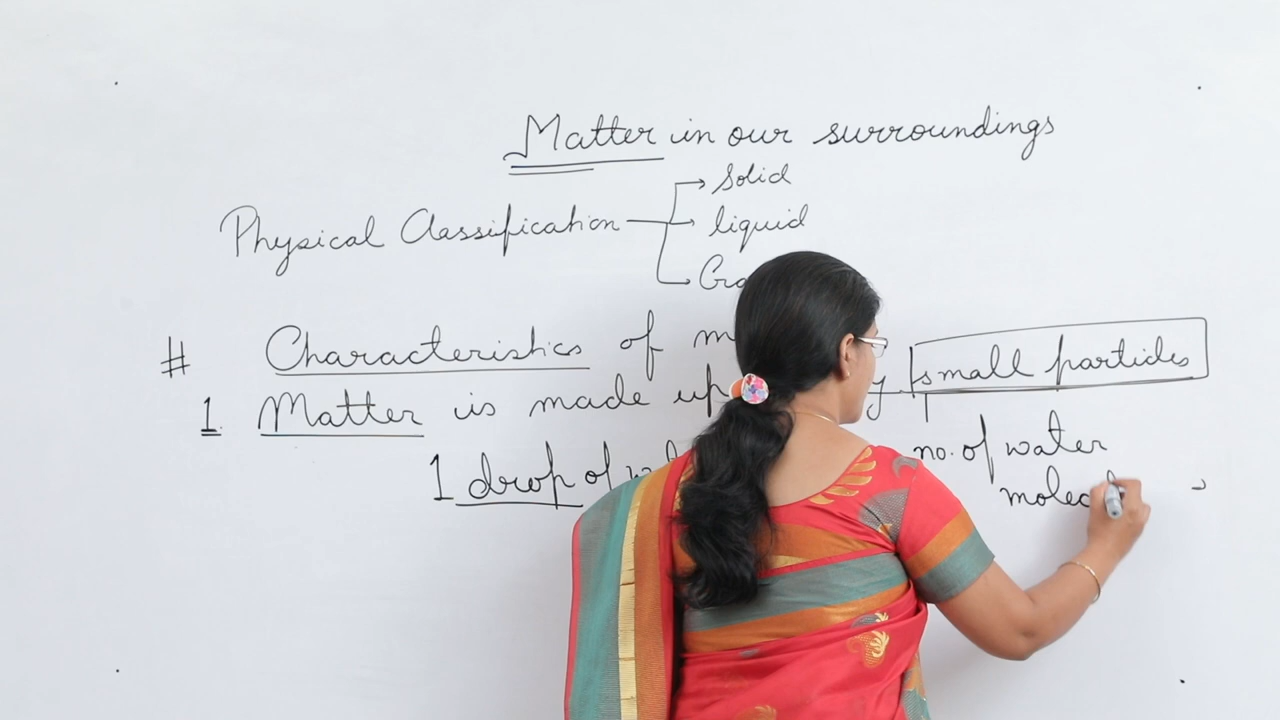 Matter in our surroundings
Physical Classification
Solid
liquid
# Characteristics of
1. Matter is made up small particles
1 drop of no. of water